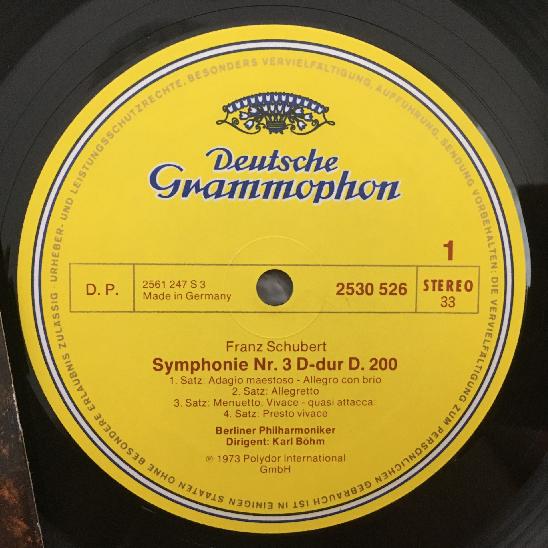 Deutsche
Grammophon
1
D. P.
2561 247 S 3
Made in Germany
2530 526
STEREO
33
Franz Schubert
Symphonie Nr. 3 D-dur D. 200
1. Satz: Adagio maestoso - Allegro con brio
2. Satz: Allegretto
3. Satz: Menuetto. Vivace - quasi attacca:
4. Satz: Presto vivace
Berliner Philharmoniker
Dirigent: Karl Böhm
℗ 1973 Polydor International
GmbH
URHEBER- UND LEISTUNGSSCHUTZRECHTE, BESONDERS VERVIELFÄLTIGUNG, AUFFÜHRUNG, SENDUNG VORBEHALTEN: DIE VERVIELFÄLTIGUNG ZUM PERSÖNLICHEN GEBRAUCH IST IN EINIGEN STAATEN OHNE BESONDERE ERLAUBNIS ZULÄSSIG